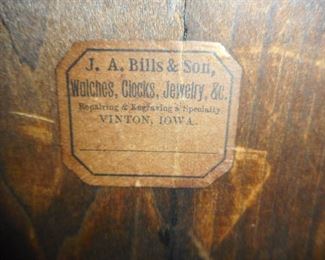 J. A. Bills & Son,
Watches, Clocks, Jewelry, &c.
Repairing & Engraving a Specialty
VINTON, IOWA.